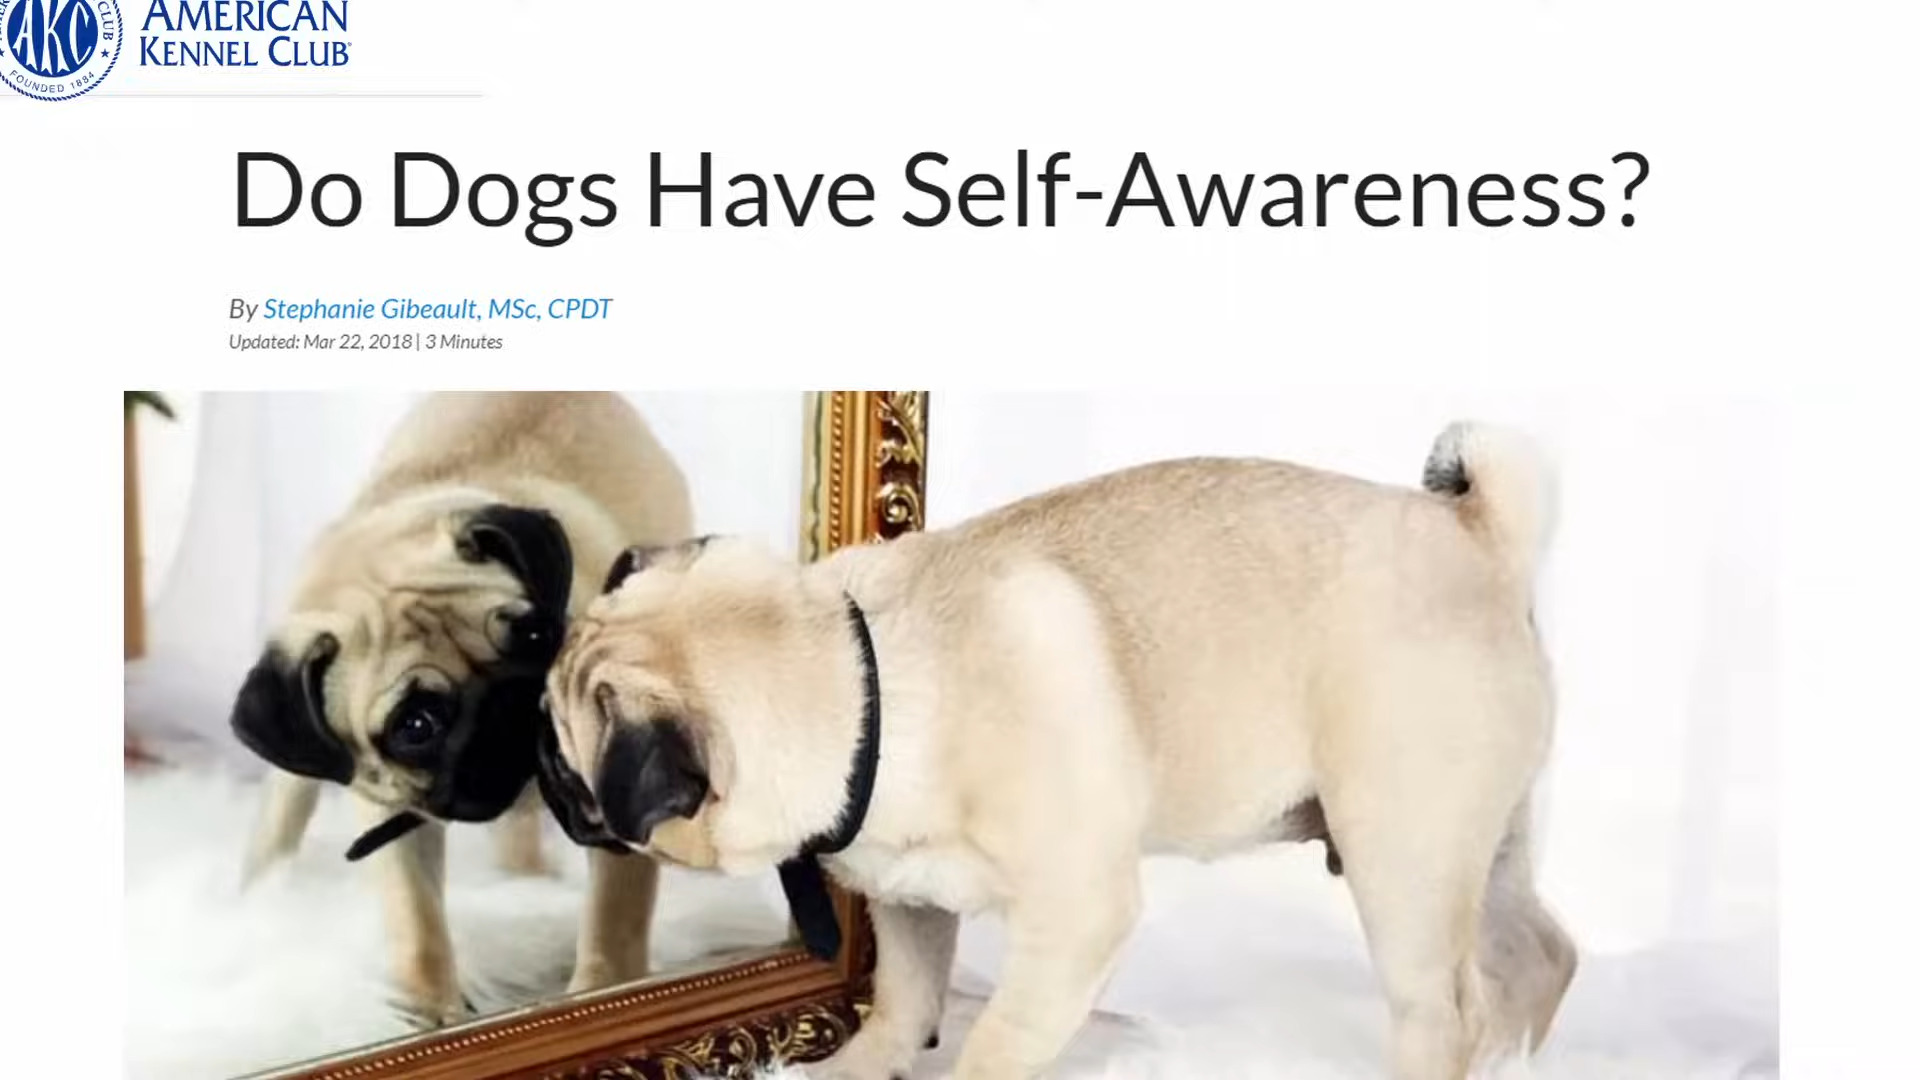 AKC
CLUB
FOUNDED 1884
AMERICAN
KENNEL CLUB
Do Dogs Have Self-Awareness?
By Stephanie Gibeault, MSc, CPDT
Updated: Mar 22, 2018 | 3 Minutes